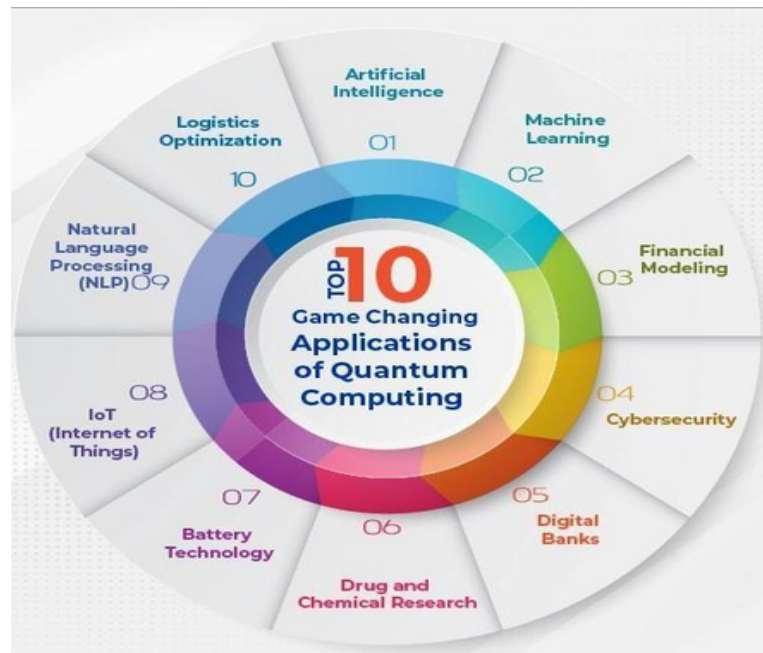 TOP 10
Game Changing
Applications
of Quantum
Computing
Artificial
Intelligence
01
Machine
Learning
02
Financial
Modeling
03
04
Cybersecurity
05
Digital
Banks
06
Drug and
Chemical Research
07
Battery
Technology
08
IoT
(Internet of
Things)
Natural
Language
Processing
(NLP) 09
Logistics
Optimization
10